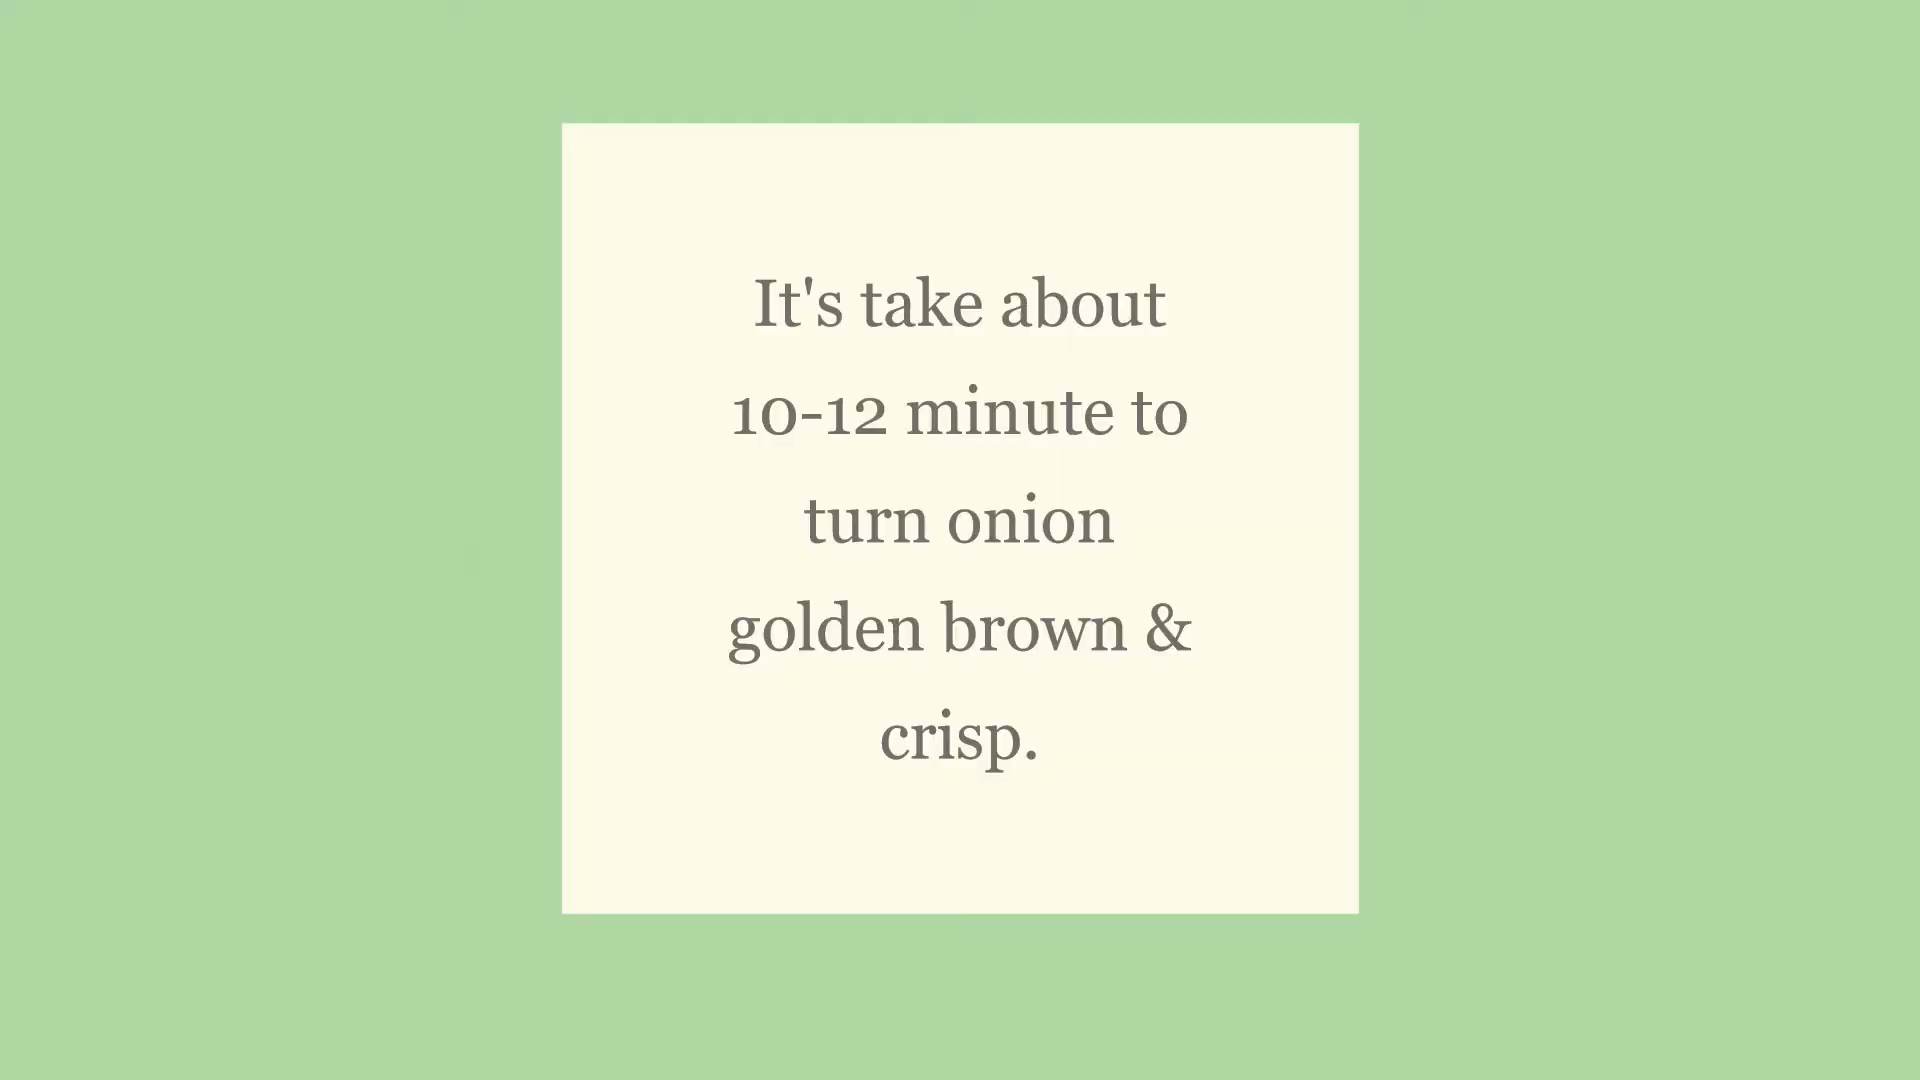 It's take about
10-12 minute to
turn onion
golden brown &
crisp.